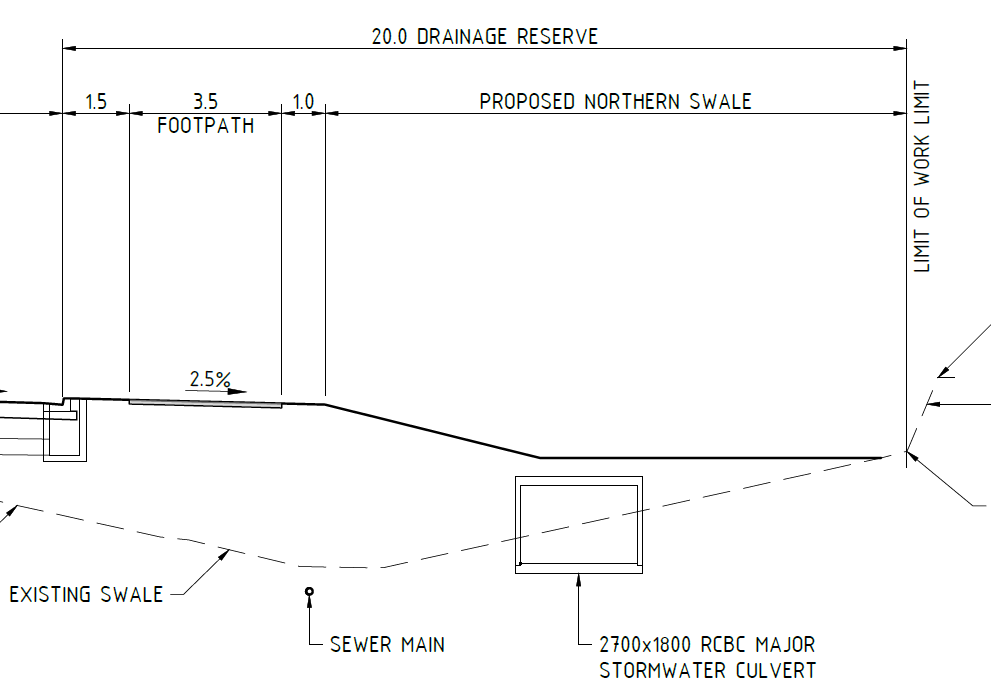 20.0 DRAINAGE RESERVE
1.5
3.5
1.0
PROPOSED NORTHERN SWALE
FOOTPATH
LIMIT OF WORK LIMIT
2.5%
EXISTING SWALE
SEWER MAIN
2700x1800 RCBC MAJOR
STORMWATER CULVERT